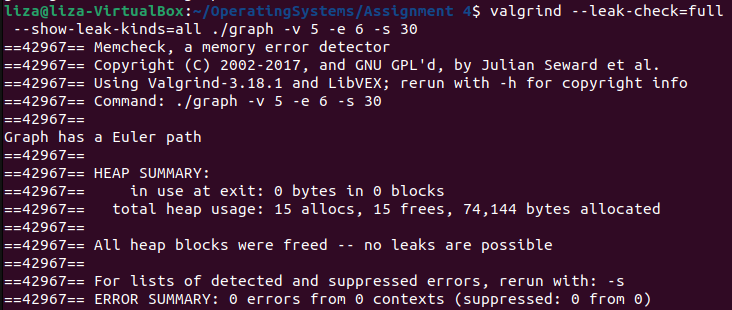 liza@liza-VirtualBox:~/OperatingSystems/Assignment 4$ valgrind --leak-check=full
 --show-leak-kinds=all ./graph -v 5 -e 6 -s 30
==42967== Memcheck, a memory error detector
==42967== Copyright (C) 2002-2017, and GNU GPL'd, by Julian Seward et al.
==42967== Using Valgrind-3.18.1 and LibVEX; rerun with -h for copyright info
==42967== Command: ./graph -v 5 -e 6 -s 30
==42967==
Graph has a Euler path
==42967==
==42967== HEAP SUMMARY:
==42967==     in use at exit: 0 bytes in 0 blocks
==42967==   total heap usage: 15 allocs, 15 frees, 74,144 bytes allocated
==42967==
==42967== All heap blocks were freed -- no leaks are possible
==42967==
==42967== For lists of detected and suppressed errors, rerun with: -s
==42967== ERROR SUMMARY: 0 errors from 0 contexts (suppressed: 0 from 0)